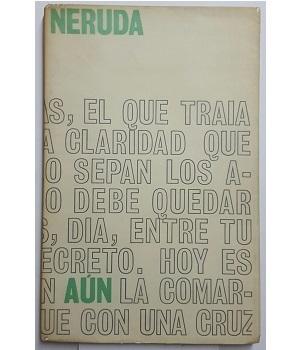 NERUDA
AS, EL QUE TRAIA
A CLARIDAD QUE
O SEPAN LOS A-
O DEBE QUEDAR
S, DIA, ENTRE TU
ECRETO. HOY ES
N AÚN LA COMAR-
UE CON UNA CRUZ